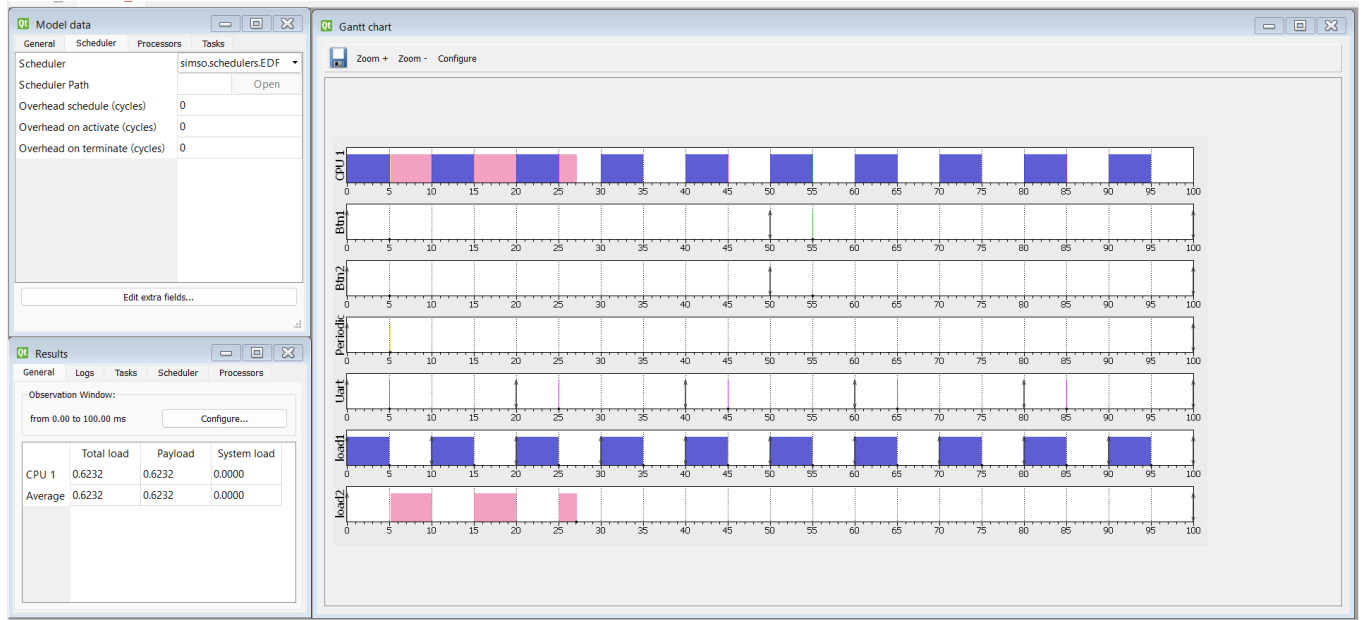 Model data
General Scheduler Processors Tasks
Scheduler simso.schedulers.EDF
Scheduler Path Open
Overhead schedule (cycles) 0
Overhead on activate (cycles) 0
Overhead on terminate (cycles) 0
Edit extra fields...
Results
General Logs Tasks Scheduler Processors
Observation Window:
from 0.00 to 100.00 ms Configure...
Total load Payload System load
CPU 1 0.6232 0.6232 0.0000
Average 0.6232 0.6232 0.0000
Gantt chart
Zoom + Zoom - Configure
CPU 1
0 5 10 15 20 25 30 35 40 45 50 55 60 65 70 75 80 85 90 95 100
Btn1
0 5 10 15 20 25 30 35 40 45 50 55 60 65 70 75 80 85 90 95 100
Btn2
0 5 10 15 20 25 30 35 40 45 50 55 60 65 70 75 80 85 90 95 100
Periodic
0 5 10 15 20 25 30 35 40 45 50 55 60 65 70 75 80 85 90 95 100
Uart
0 5 10 15 20 25 30 35 40 45 50 55 60 65 70 75 80 85 90 95 100
load1
0 5 10 15 20 25 30 35 40 45 50 55 60 65 70 75 80 85 90 95 100
load2
0 5 10 15 20 25 30 35 40 45 50 55 60 65 70 75 80 85 90 95 100